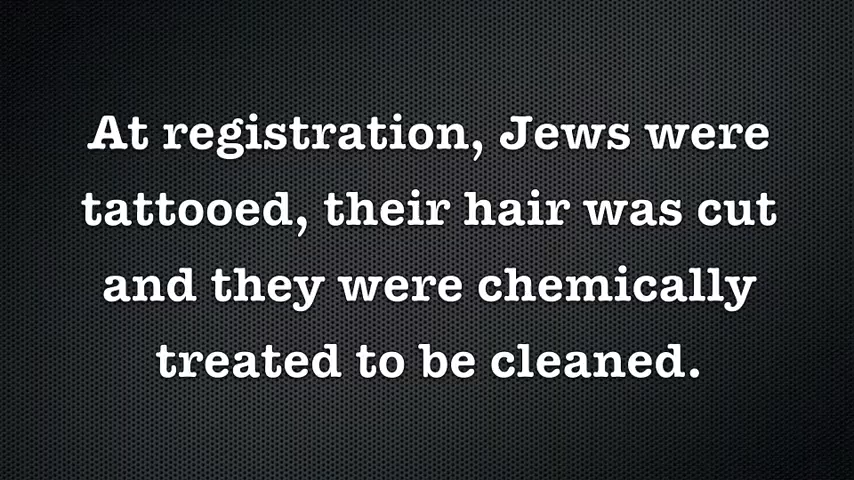 At registration, Jews were
tattooed, their hair was cut
and they were chemically
treated to be cleaned.